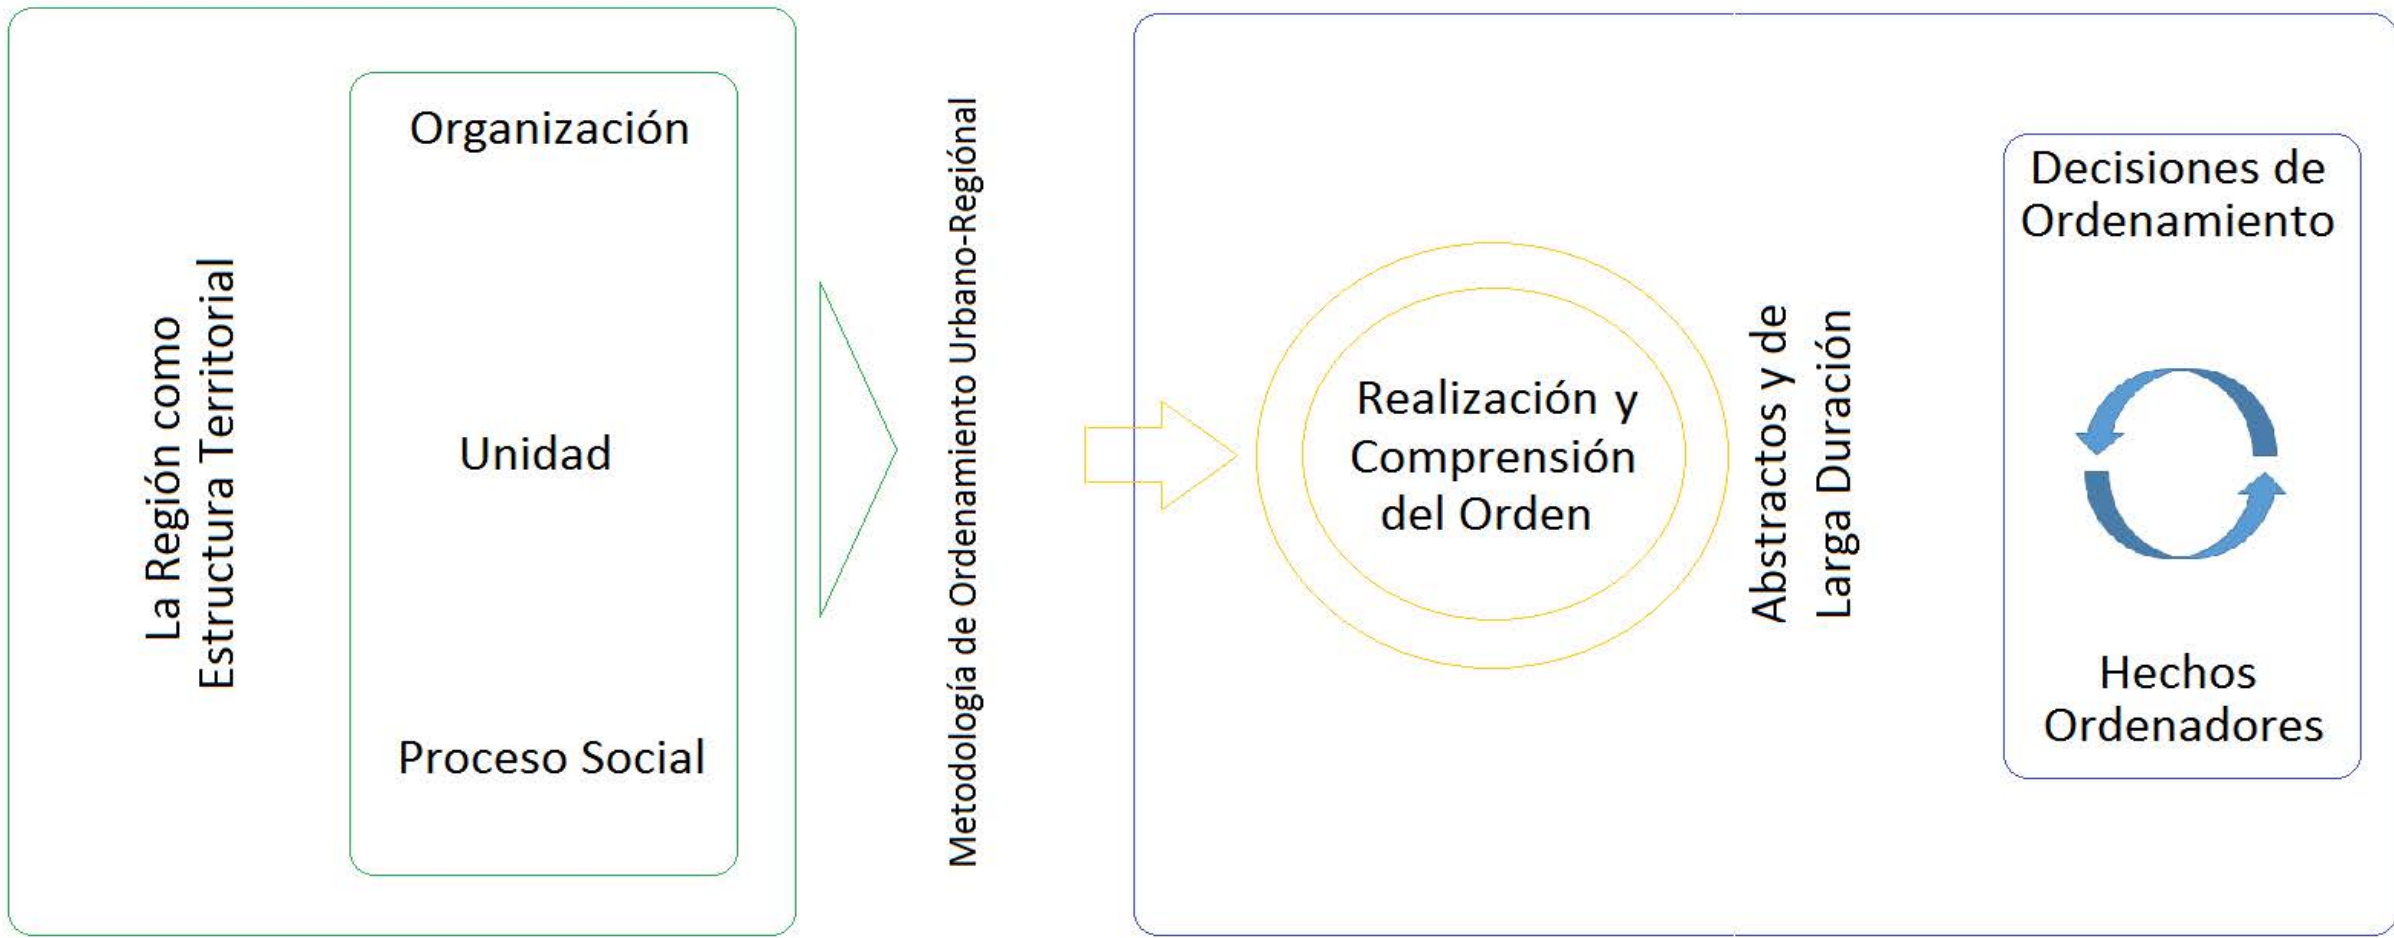 La Región como
Estructura Territorial
Organización
Unidad
Proceso Social
Metodología de Ordenamiento Urbano-Regiónal
Realización y
Comprensión
del Orden
Abstractos y de
Larga Duración
Decisiones de
Ordenamiento
Hechos
Ordenadores